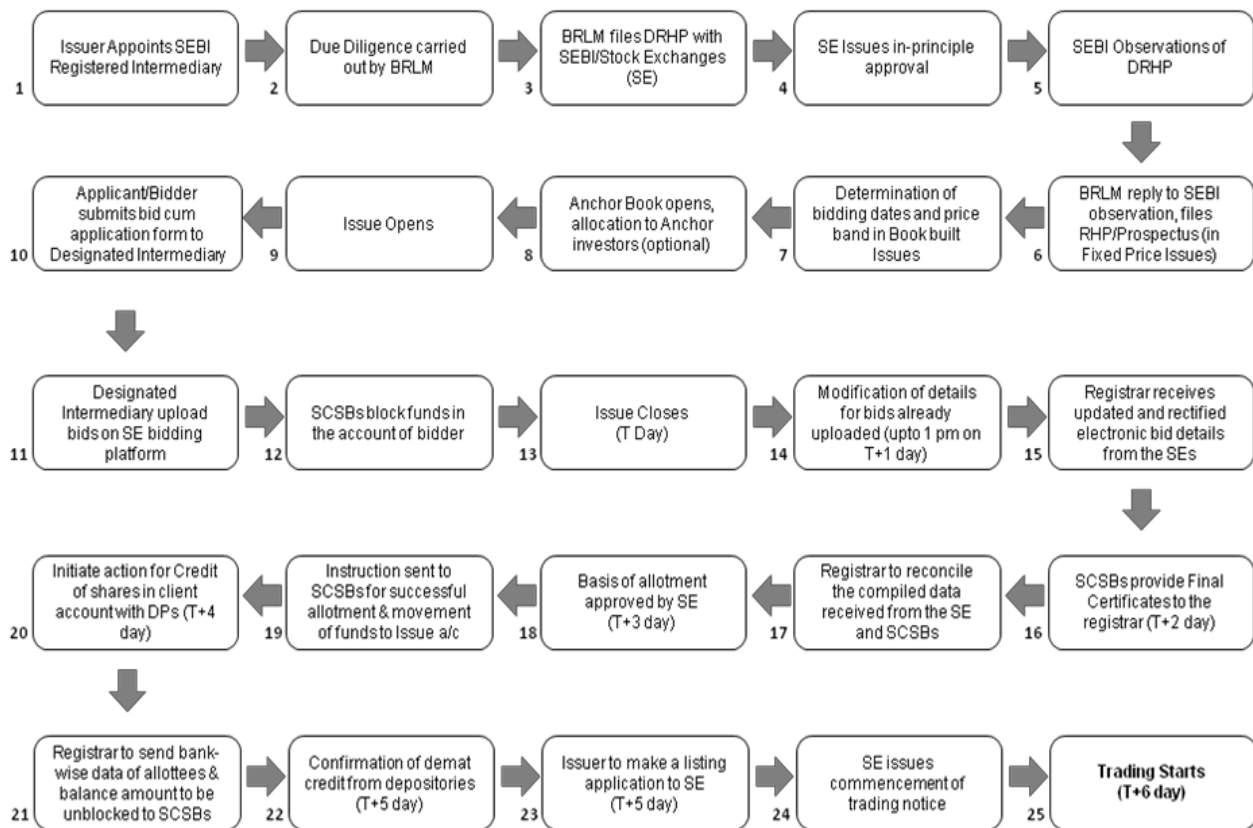 Issuer Appoints SEBI
Registered Intermediary
1
Due Diligence carried
out by BRLM
2
BRLM files DRHP with
SEBI/Stock Exchanges
(SE)
3
SE Issues in-principle
approval
4
SEBI Observations of
DRHP
5
BRLM reply to SEBI
observation, files
RHP/Prospectus (in
Fixed Price Issues)
6
Determination of
bidding dates and price
band in Book built
Issues
7
Anchor Book opens,
allocation to Anchor
investors (optional)
8
Issue Opens
9
Applicant/Bidder
submits bid cum
application form to
Designated Intermediary
10
Designated
Intermediary upload
bids on SE bidding
platform
11
SCSBs block funds in
the account of bidder
12
Issue Closes
(T Day)
13
Modification of details
for bids already
uploaded (upto 1 pm on
T+1 day)
14
Registrar receives
updated and rectified
electronic bid details
from the SEs
15
SCSBs provide Final
Certificates to the
registrar (T+2 day)
16
Registrar to reconcile
the compiled data
received from the SE
and SCSBs
17
Basis of allotment
approved by SE
(T+3 day)
18
Instruction sent to
SCSBs for successful
allotment & movement
of funds to Issue a/c
19
Initiate action for Credit
of shares in client
account with DPs (T+4
day)
20
Registrar to send bank-
wise data of allottees &
balance amount to be
unblocked to SCSBs
21
Confirmation of demat
credit from depositories
(T+5 day)
22
Issuer to make a listing
application to SE
(T+5 day)
23
SE issues
commencement of
trading notice
24
Trading Starts
(T+6 day)
25